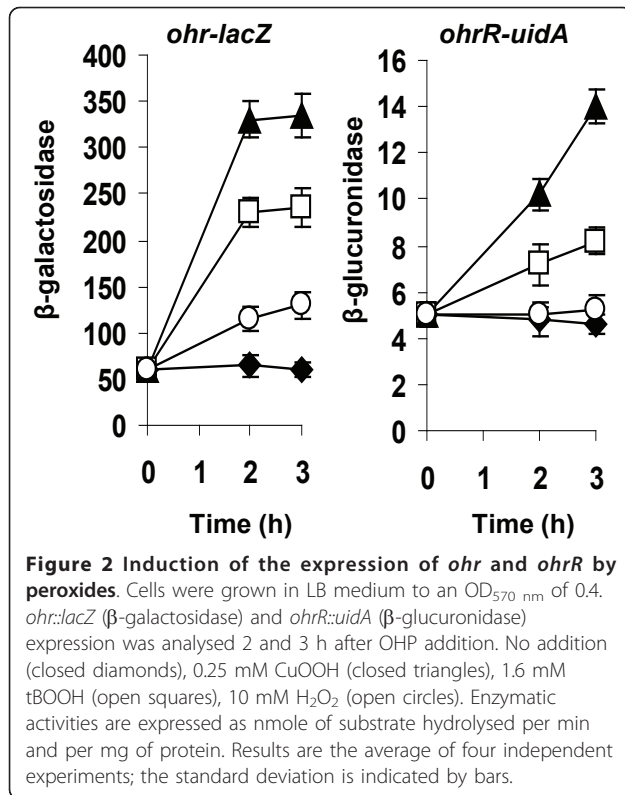 ohr-lacZ
ohrR-uidA
400
350
300
250
200
150
100
50
0
β-galactosidase
0 1 2 3
Time (h)
16
14
12
10
8
6
4
2
0
β-glucuronidase
0 1 2 3
Time (h)
Figure 2 Induction of the expression of ohr and ohrR by
peroxides. Cells were grown in LB medium to an OD570 nm of 0.4.
ohr::lacZ (β-galactosidase) and ohrR::uidA (β-glucuronidase)
expression was analysed 2 and 3 h after OHP addition. No addition
(closed diamonds), 0.25 mM CuOOH (closed triangles), 1.6 mM
tBOOH (open squares), 10 mM H2O2 (open circles). Enzymatic
activities are expressed as nmole of substrate hydrolysed per min
and per mg of protein. Results are the average of four independent
experiments; the standard deviation is indicated by bars.